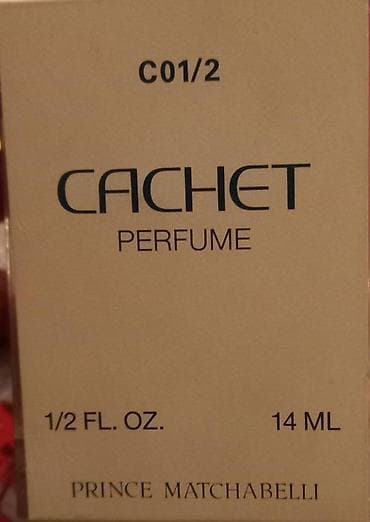 C01/2
CACHET
PERFUME
1/2 FL. OZ. 14 ML
PRINCE MATCHABELLI